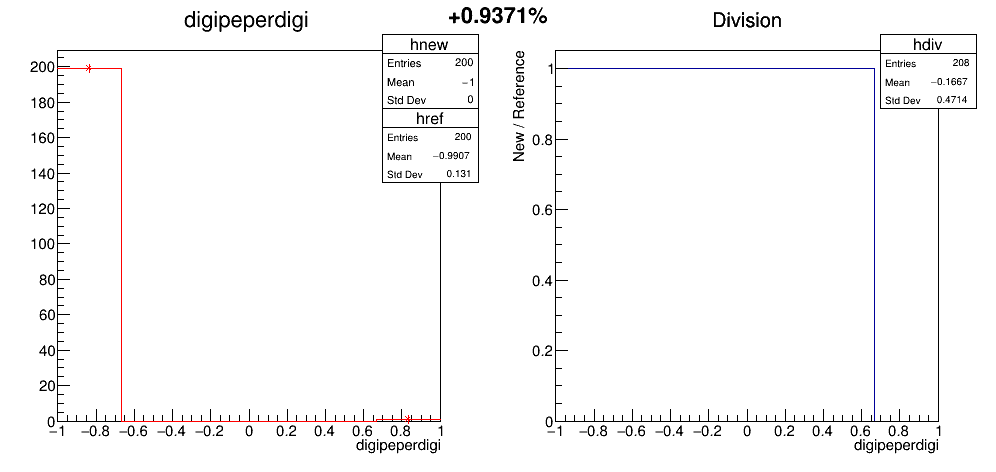 +0.9371%
digipeperdigi
hnew
Entries 200
Mean −1
Std Dev 0
href
Entries 200
Mean −0.9907
Std Dev 0.131
200
180
160
140
120
100
80
60
40
20
0
−1 −0.8 −0.6 −0.4 −0.2 0 0.2 0.4 0.6 0.8 1
digipeperdigi
Division
hdiv
Entries 208
Mean −0.1667
Std Dev 0.4714
New / Reference
1
0.8
0.6
0.4
0.2
0
−1 −0.8 −0.6 −0.4 −0.2 0 0.2 0.4 0.6 0.8 1
digipeperdigi